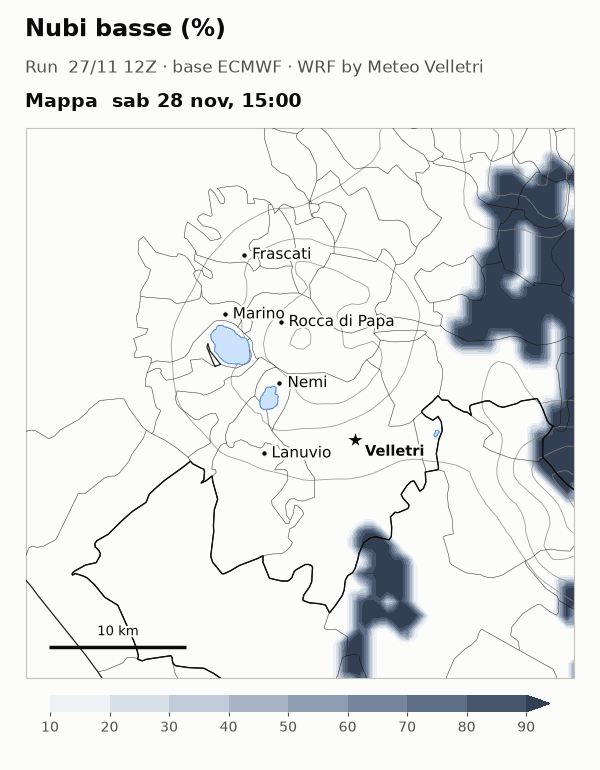 Nubi basse (%)
Run  27/11 12Z · base ECMWF · WRF by Meteo Velletri
Mappa  sab 28 nov, 15:00
Frascati
Marino
Rocca di Papa
Nemi
Velletri
Lanuvio
10 km
10 20 30 40 50 60 70 80 90